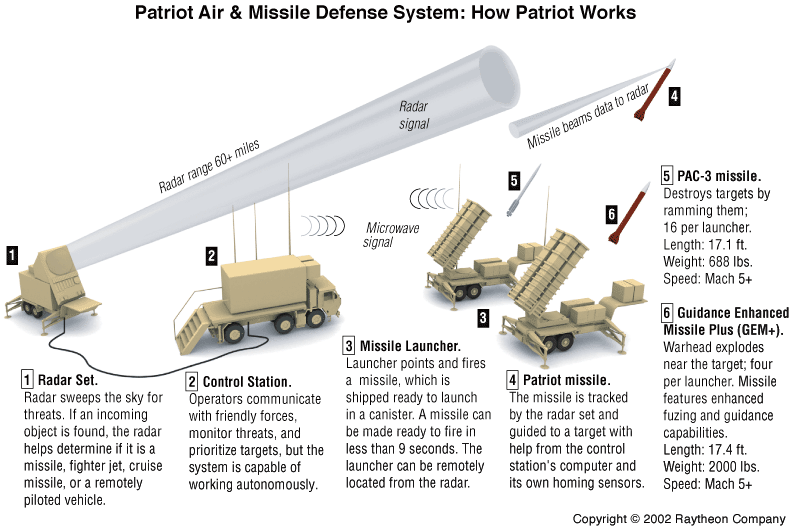 Patriot Air & Missile Defense System: How Patriot Works
Radar range 60+ miles
Radar
signal
Missile beams data to radar
4
5
6
Microwave
signal
1
2
3
5 PAC-3 missile.
Destroys targets by
ramming them;
16 per launcher.
Length: 17.1 ft.
Weight: 688 lbs.
Speed: Mach 5+
6 Guidance Enhanced
Missile Plus (GEM+).
Warhead explodes
near the target; four
per launcher. Missile
features enhanced
fuzing and guidance
capabilities.
Length: 17.4 ft.
Weight: 2000 lbs.
Speed: Mach 5+
1 Radar Set.
Radar sweeps the sky for
threats. If an incoming
object is found, the radar
helps determine if it is a
missile, fighter jet, cruise
missile, or a remotely
piloted vehicle.
2 Control Station.
Operators communicate
with friendly forces,
monitor threats, and
prioritize targets, but the
system is capable of
working autonomously.
3 Missile Launcher.
Launcher points and fires
a missile, which is
shipped ready to launch
in a canister. A missile can
be made ready to fire in
less than 9 seconds. The
launcher can be remotely
located from the radar.
4 Patriot missile.
The missile is tracked
by the radar set and
guided to a target with
help from the control
station's computer and
its own homing sensors.
Copyright © 2002 Raytheon Company